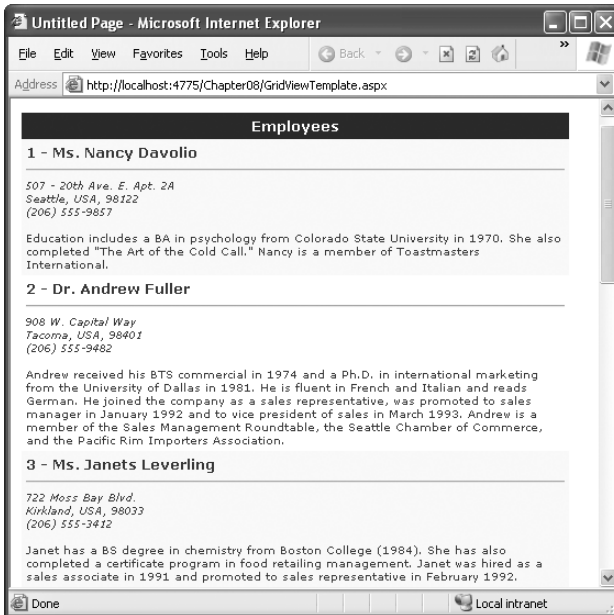 Untitled Page - Microsoft Internet Explorer
File Edit View Favorites Tools Help Back »
Address http://localhost:4775/Chapter08/GridViewTemplate.aspx
Employees
1 - Ms. Nancy Davolio
507 - 20th Ave. E. Apt. 2A
Seattle, USA, 98122
(206) 555-9857
Education includes a BA in psychology from Colorado State University in 1970. She also
completed "The Art of the Cold Call." Nancy is a member of Toastmasters
International.
2 - Dr. Andrew Fuller
908 W. Capital Way
Tacoma, USA, 98401
(206) 555-9482
Andrew received his BTS commercial in 1974 and a Ph.D. in international marketing
from the University of Dallas in 1981. He is fluent in French and Italian and reads
German. He joined the company as a sales representative, was promoted to sales
manager in January 1992 and to vice president of sales in March 1993. Andrew is a
member of the Sales Management Roundtable, the Seattle Chamber of Commerce,
and the Pacific Rim Importers Association.
3 - Ms. Janets Leverling
722 Moss Bay Blvd.
Kirkland, USA, 98033
(206) 555-3412
Janet has a BS degree in chemistry from Boston College (1984). She has also
completed a certificate program in food retailing management. Janet was hired as a
sales associate in 1991 and promoted to sales representative in February 1992.
Done Local intranet